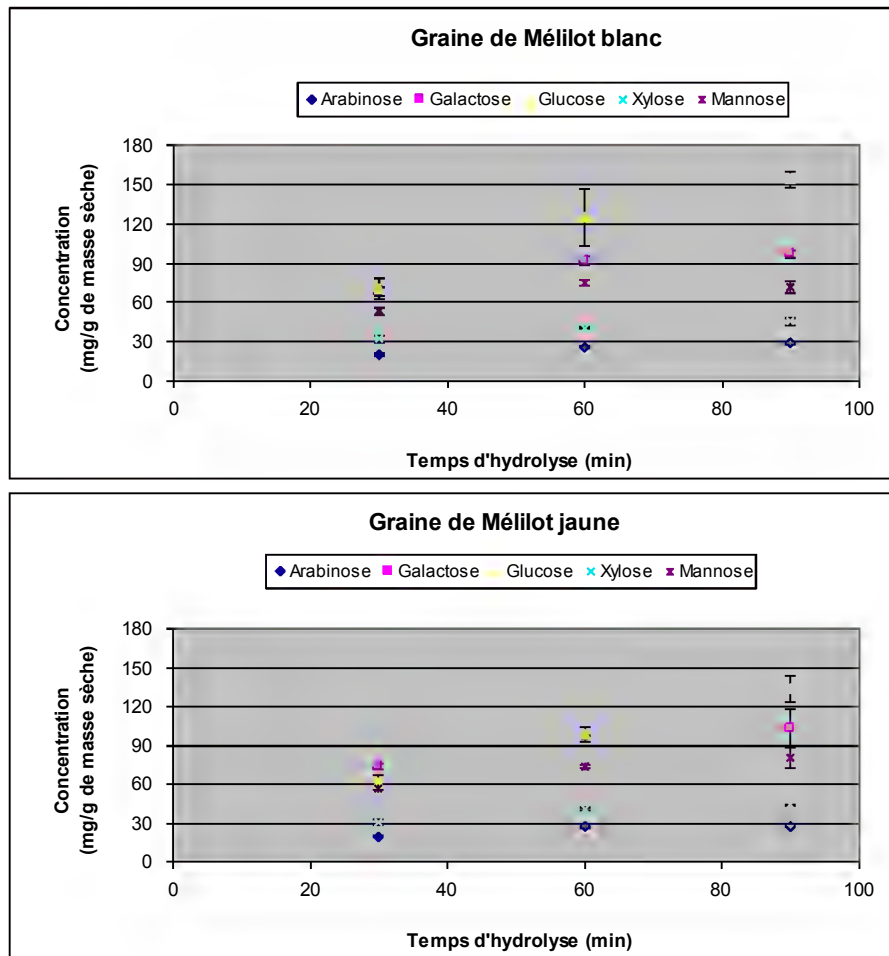 Graine de Mélilot blanc
Arabinose Galactose Glucose Xylose Mannose
180
150
120
90
60
30
0
Concentration
(mg/g de masse sèche)
0 20 40 60 80 100
Temps d'hydrolyse (min)
Graine de Mélilot jaune
Arabinose Galactose Glucose Xylose Mannose
180
150
120
90
60
30
0
Concentration
(mg/g de masse sèche)
0 20 40 60 80 100
Temps d'hydrolyse (min)